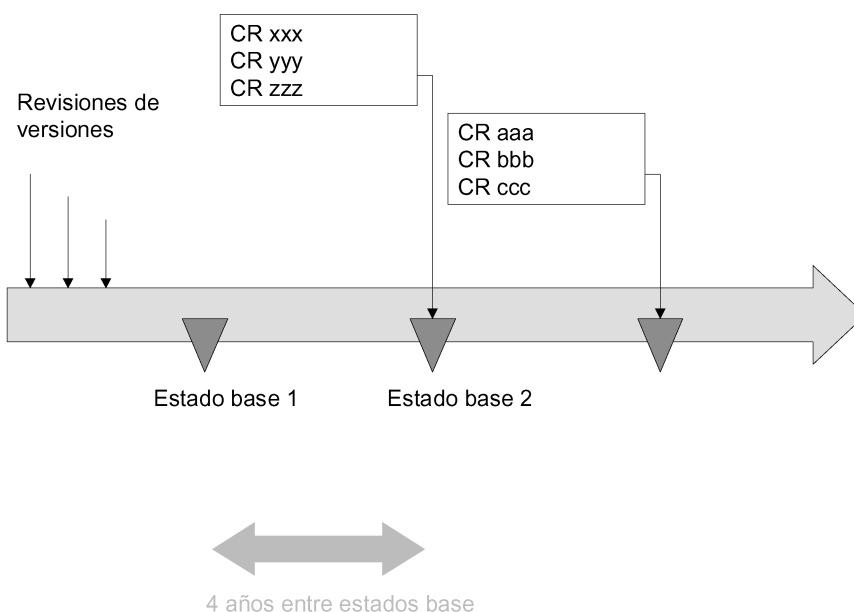 CR xxx
CR yyy
CR zzz
Revisiones de
versiones
CR aaa
CR bbb
CR ccc
Estado base 1
Estado base 2
4 años entre estados base